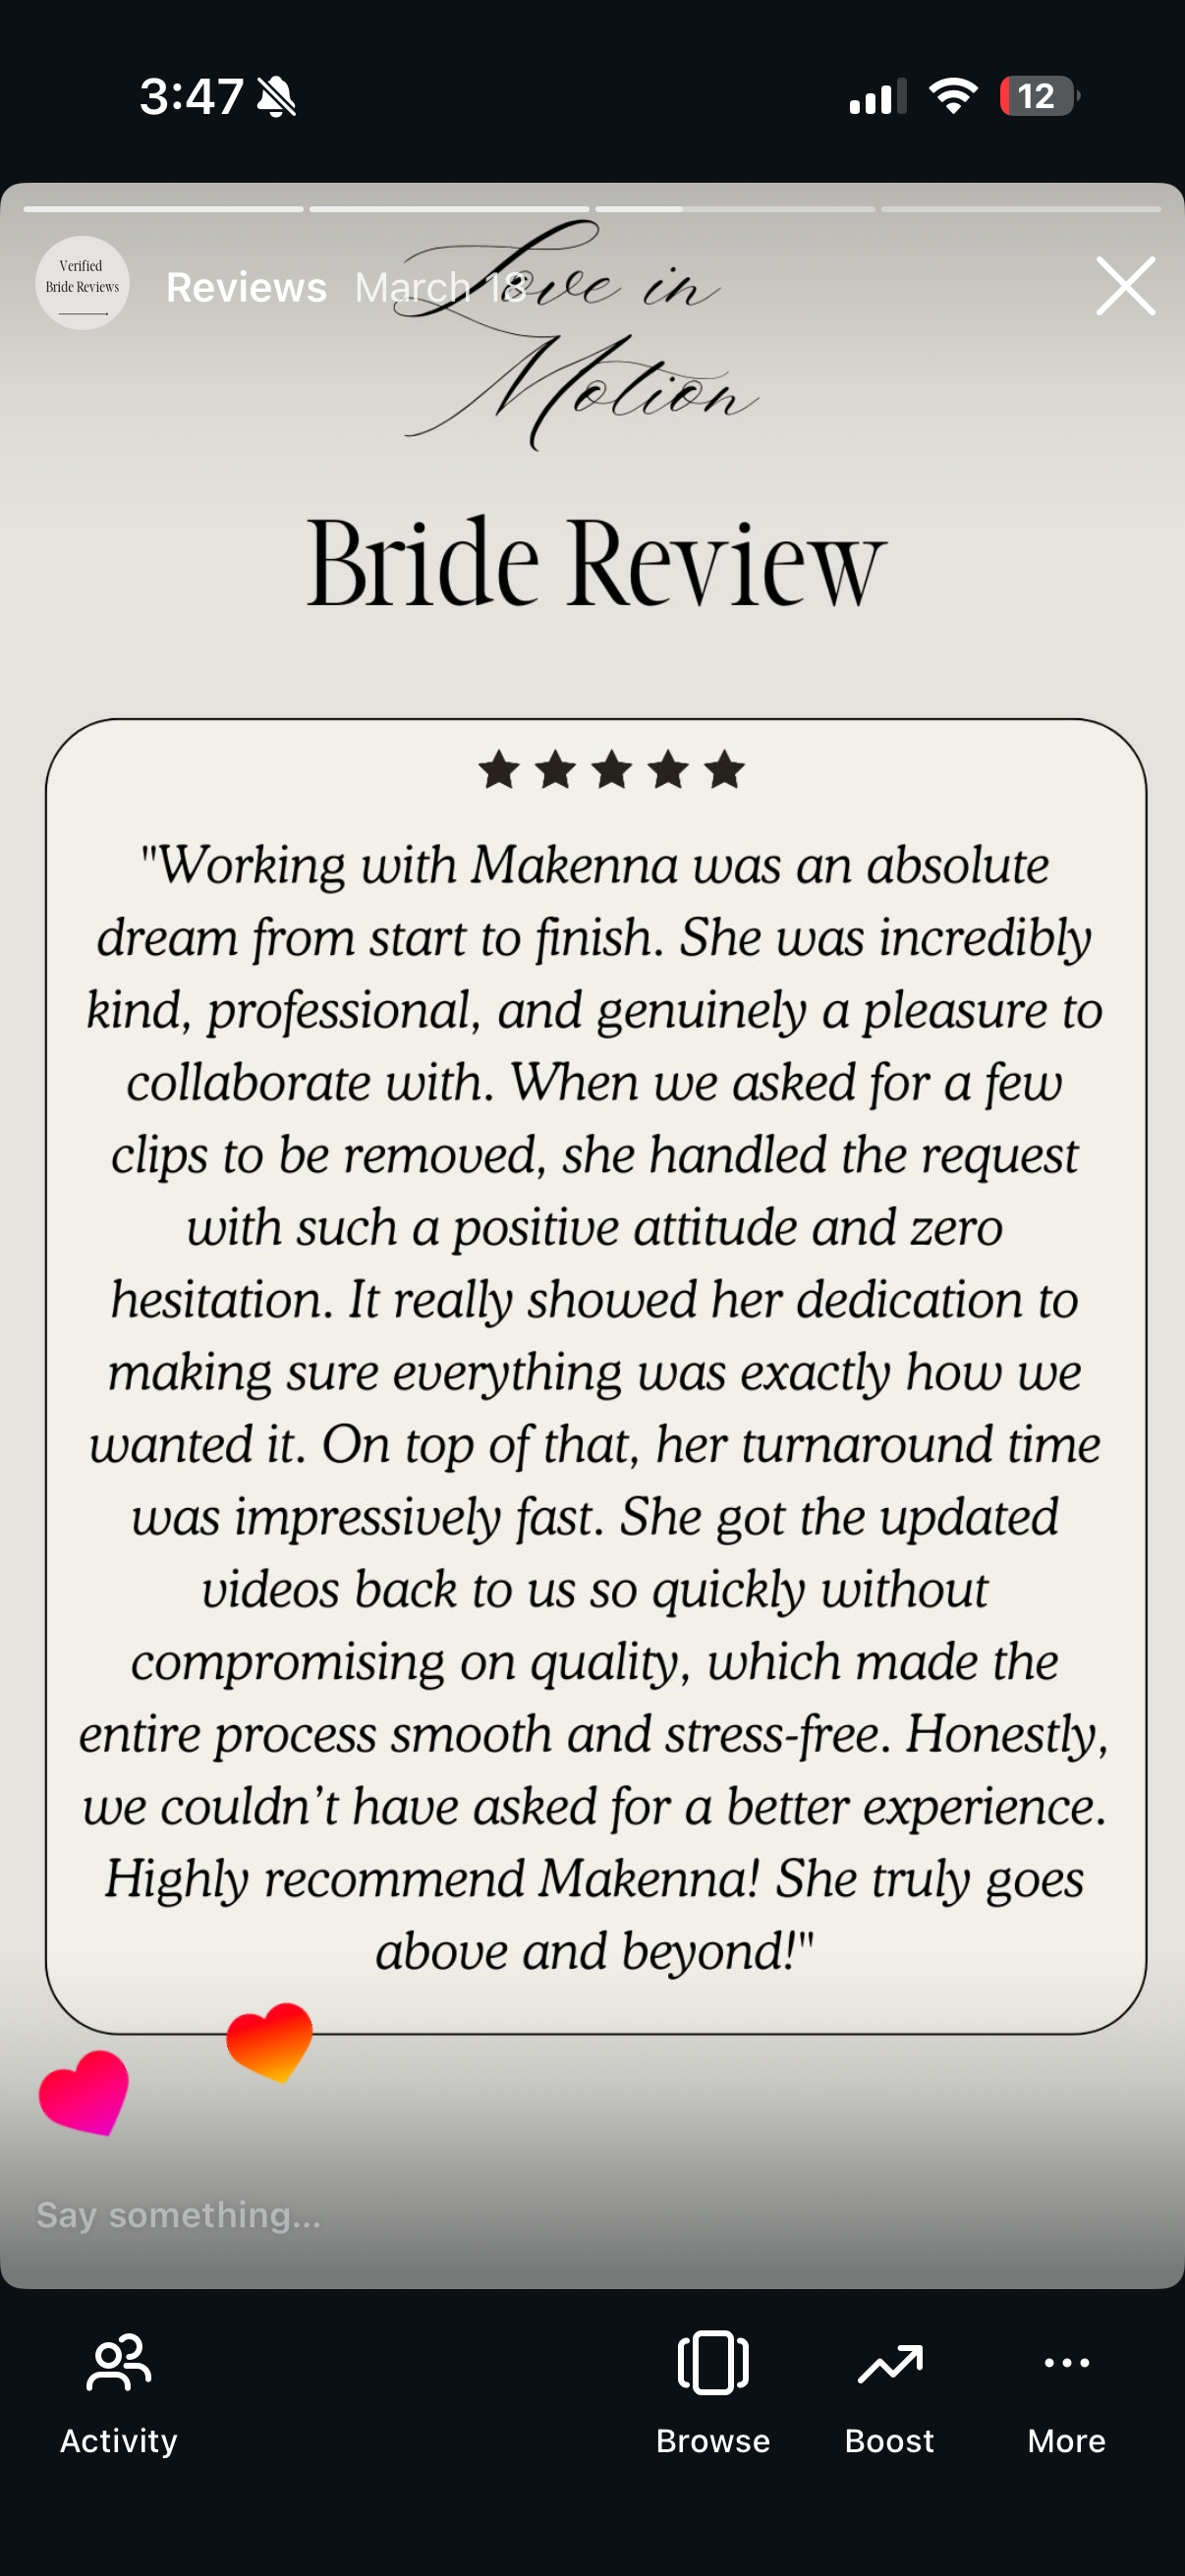 3:47
12
Verified
Bride Reviews
Reviews March 18
Love in
Motion
Bride Review
"Working with Makenna was an absolute
dream from start to finish. She was incredibly
kind, professional, and genuinely a pleasure to
collaborate with. When we asked for a few
clips to be removed, she handled the request
with such a positive attitude and zero
hesitation. It really showed her dedication to
making sure everything was exactly how we
wanted it. On top of that, her turnaround time
was impressively fast. She got the updated
videos back to us so quickly without
compromising on quality, which made the
entire process smooth and stress-free. Honestly,
we couldn’t have asked for a better experience.
Highly recommend Makenna! She truly goes
above and beyond!"
Say something...
Activity
Browse
Boost
More